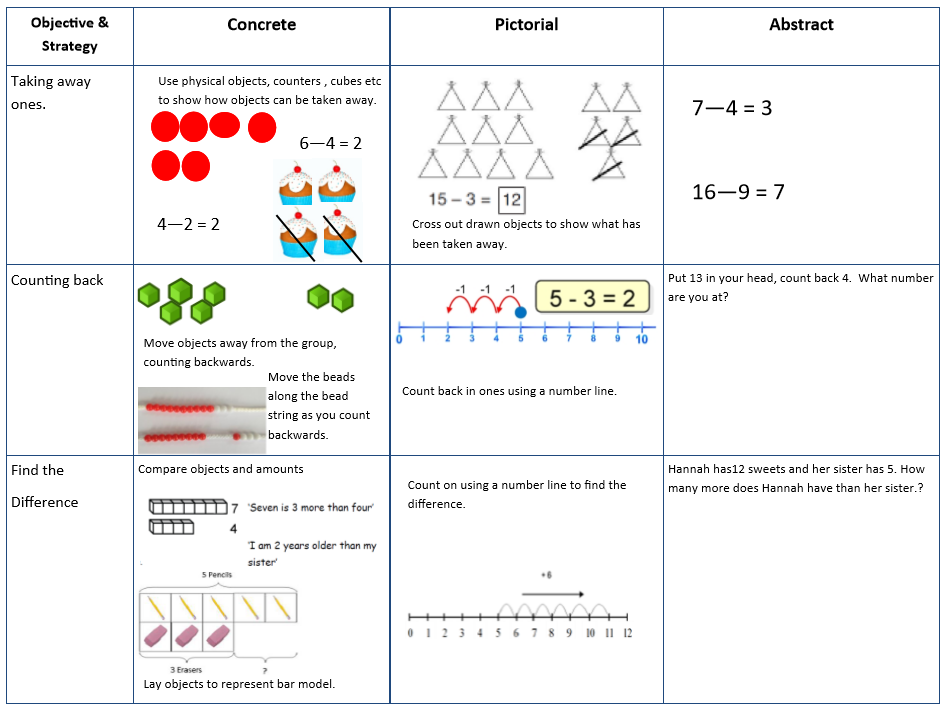 Objective &
Strategy
Concrete
Pictorial
Abstract
Taking away
ones.
Use physical objects, counters , cubes etc
to show how objects can be taken away.
6—4 = 2
4—2 = 2
15 – 3 = 12
Cross out drawn objects to show what has
been taken away.
7—4 = 3
16—9 = 7
Counting back
Move objects away from the group,
counting backwards.
Move the beads
along the bead
string as you count
backwards.
-1 -1 -1
5 - 3 = 2
0 1 2 3 4 5 6 7 8 9 10
Count back in ones using a number line.
Put 13 in your head, count back 4. What number
are you at?
Find the
Difference
Compare objects and amounts
7 'Seven is 3 more than four'
4
'I am 2 years older than my
sister'
5 Pencils
3 Erasers ?
Lay objects to represent bar model.
Count on using a number line to find the
difference.
+6
0 1 2 3 4 5 6 7 8 9 10 11 12
Hannah has12 sweets and her sister has 5. How
many more does Hannah have than her sister.?